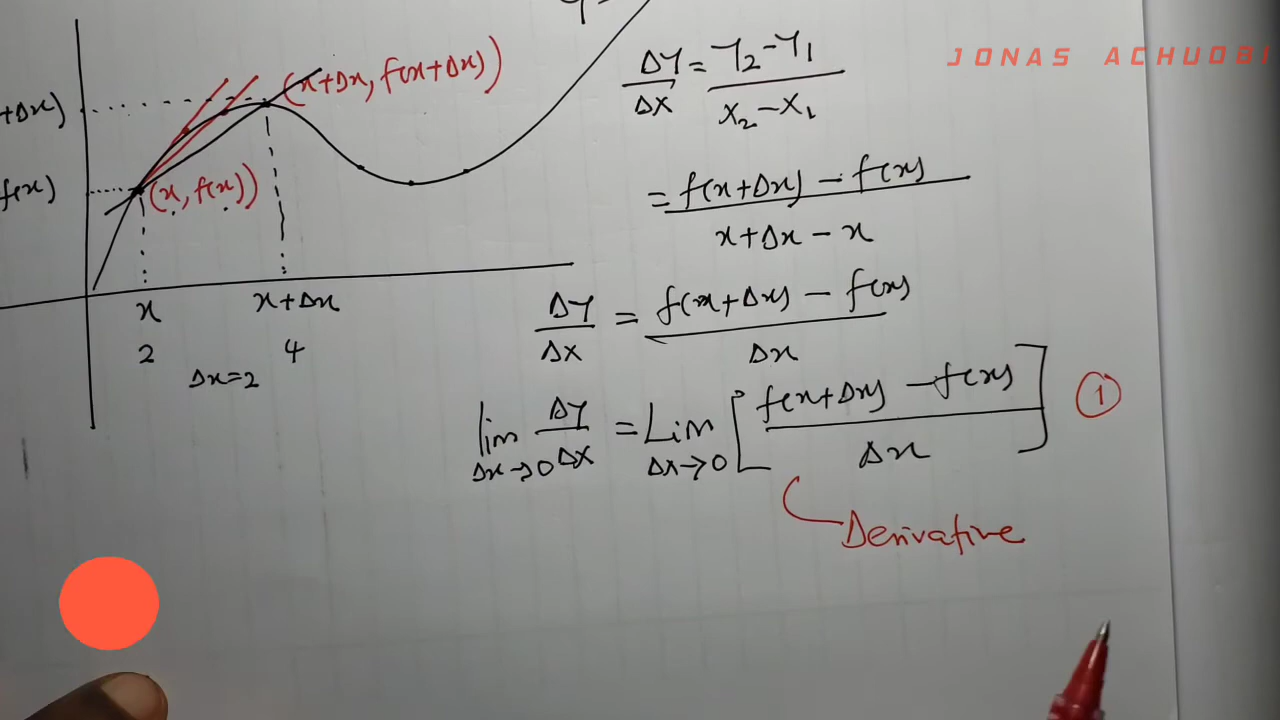 JONAS ACHUOBI
(x+Δx, f(x+Δx))
+Δx)
f(x)
(x, f(x))
x
x+Δx
2
4
Δx=2
ΔY/ΔX = (Y₂−Y₁)/(X₂−X₁)
= (f(x+Δx) − f(x))/(x+Δx − x)
ΔY/ΔX = (f(x+Δx) − f(x))/Δx
lim Δx→0 ΔY/ΔX = Lim Δx→0 [(f(x+Δx) − f(x))/Δx] ①
Derivative